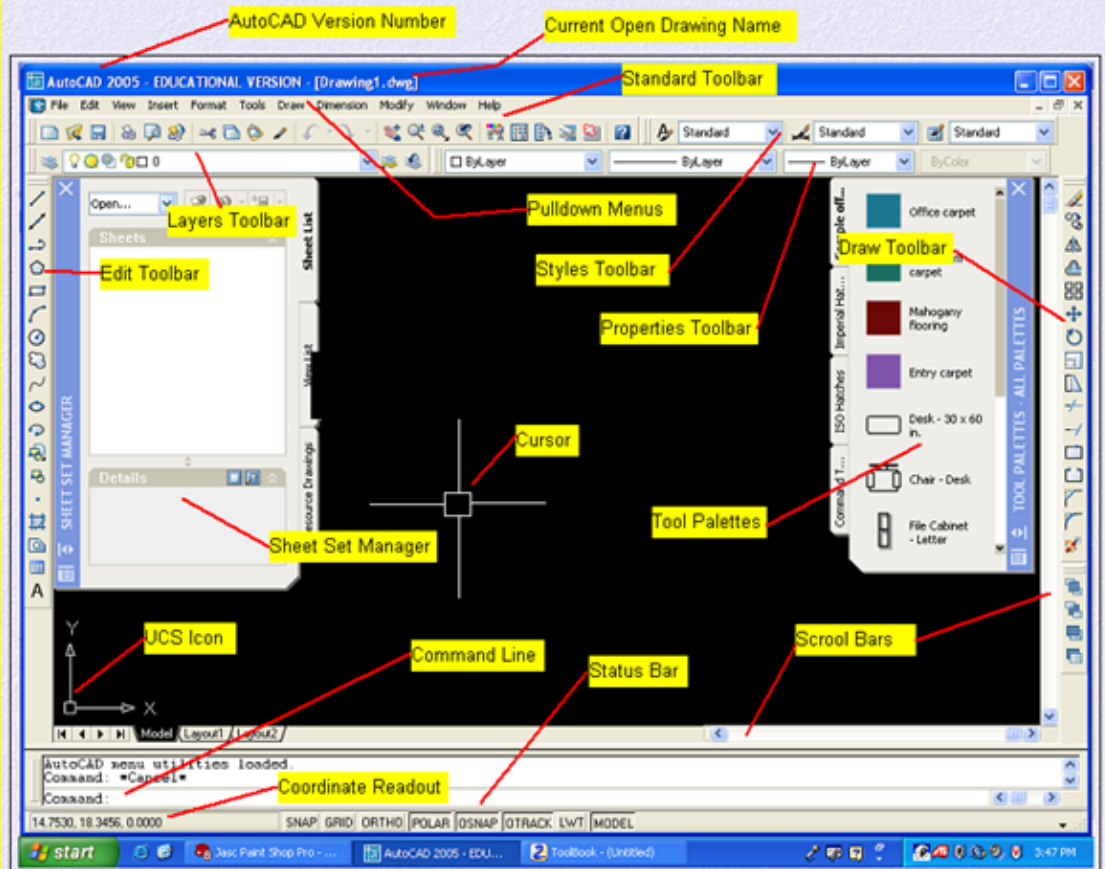 AutoCAD Version Number
Current Open Drawing Name
AutoCAD 2005 - EDUCATIONAL VERSION - [Drawing1.dwg]
Standard Toolbar
File Edit View Insert Format Tools Draw Dimension Modify Window Help
Standard Standard Standard
0 ByLayer ByLayer ByLayer ByColor
Open...
Layers Toolbar
Pulldown Menus
Sheets
Sheet List
Edit Toolbar
Styles Toolbar
Properties Toolbar
View List
Cursor
Details
Resource Drawings
SHEET SET MANAGER
Sheet Set Manager
Office carpet
Draw Toolbar
carpet
Mahogany
flooring
Entry carpet
Desk - 30 x 60
in.
Chair - Desk
File Cabinet
- Letter
Imperial Hat...
ISO Hatches
Command T...
TOOL PALETTES - ALL PALETTES
Tool Palettes
UCS Icon
Command Line
Status Bar
Scrool Bars
Y
X
A
Model Layout1 Layout2
AutoCAD menu utilities loaded.
Command: *Cancel*
Command:
Coordinate Readout
14.7530, 18.3456, 0.0000 SNAP GRID ORTHO POLAR OSNAP OTRACK LWT MODEL
start Jasc Paint Shop Pro - ... AutoCAD 2005 - EDU... ToolBook - (Untitled) 3:47 PM